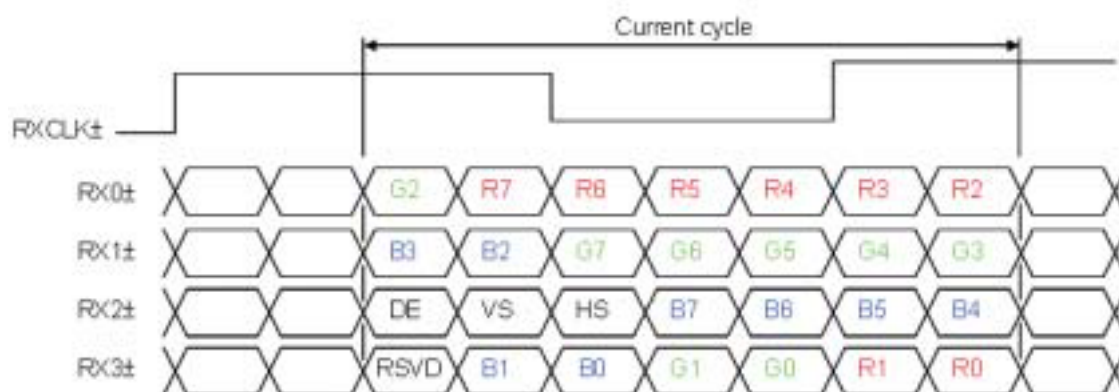 Current cycle
RXCLK±
RX0± G2 R7 R6 R5 R4 R3 R2
RX1± B3 B2 G7 G6 G5 G4 G3
RX2± DE VS HS B7 B6 B5 B4
RX3± RSVD B1 B0 G1 G0 R1 R0